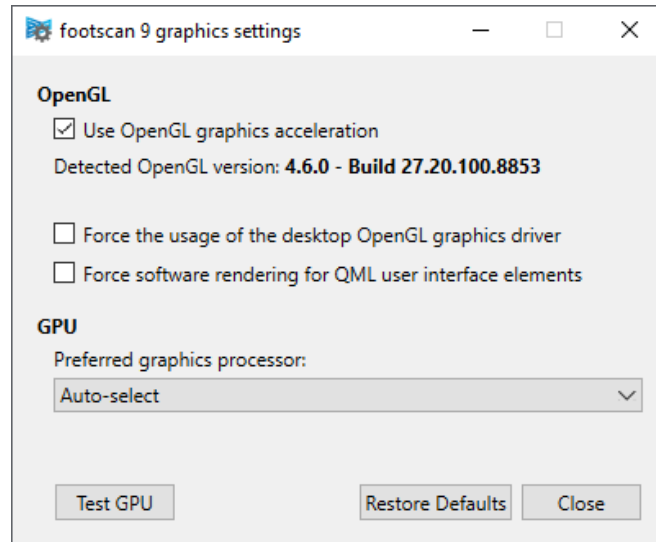 footscan 9 graphics settings
OpenGL
Use OpenGL graphics acceleration
Detected OpenGL version: 4.6.0 - Build 27.20.100.8853
Force the usage of the desktop OpenGL graphics driver
Force software rendering for QML user interface elements
GPU
Preferred graphics processor:
Auto-select
Test GPU Restore Defaults Close